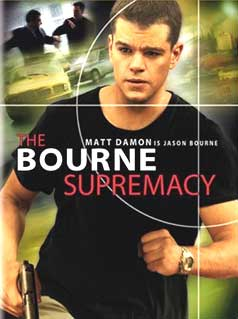 THE
MATT DAMON IS JASON BOURNE
BOURNE
SUPREMACY